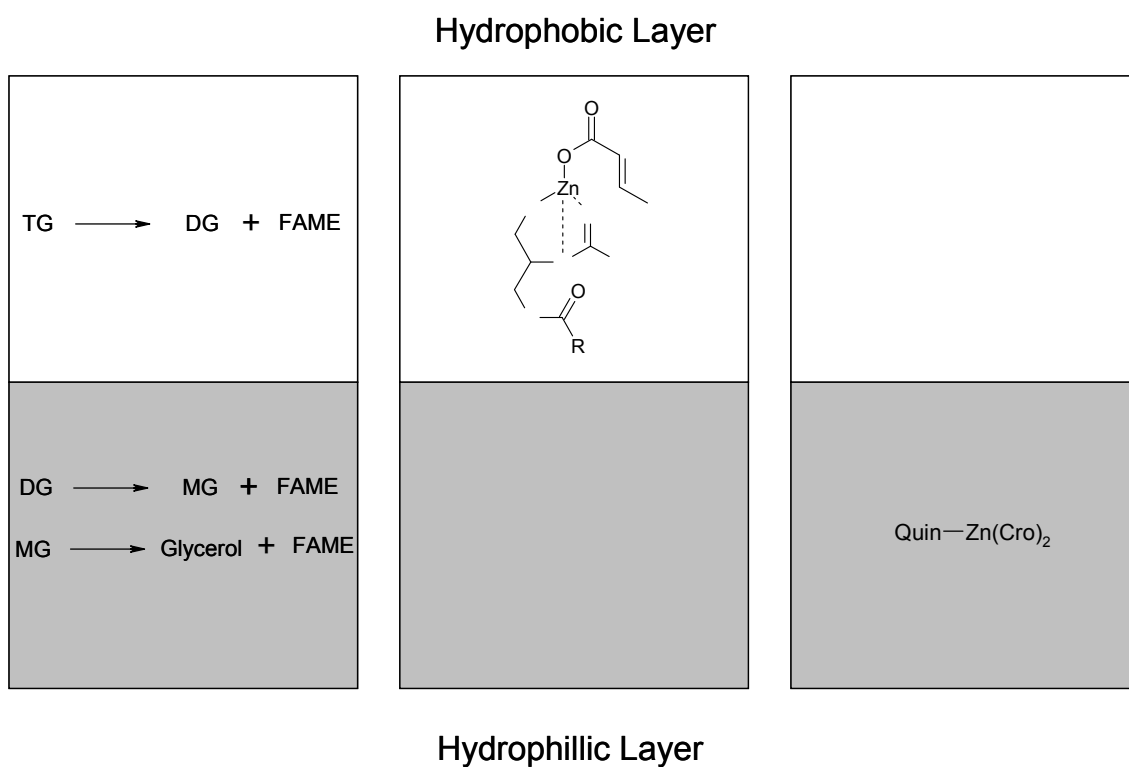 Hydrophobic Layer
TG DG + FAME
O
O
Zn
O
R
DG MG + FAME
MG Glycerol + FAME
Quin—Zn(Cro)2
Hydrophillic Layer